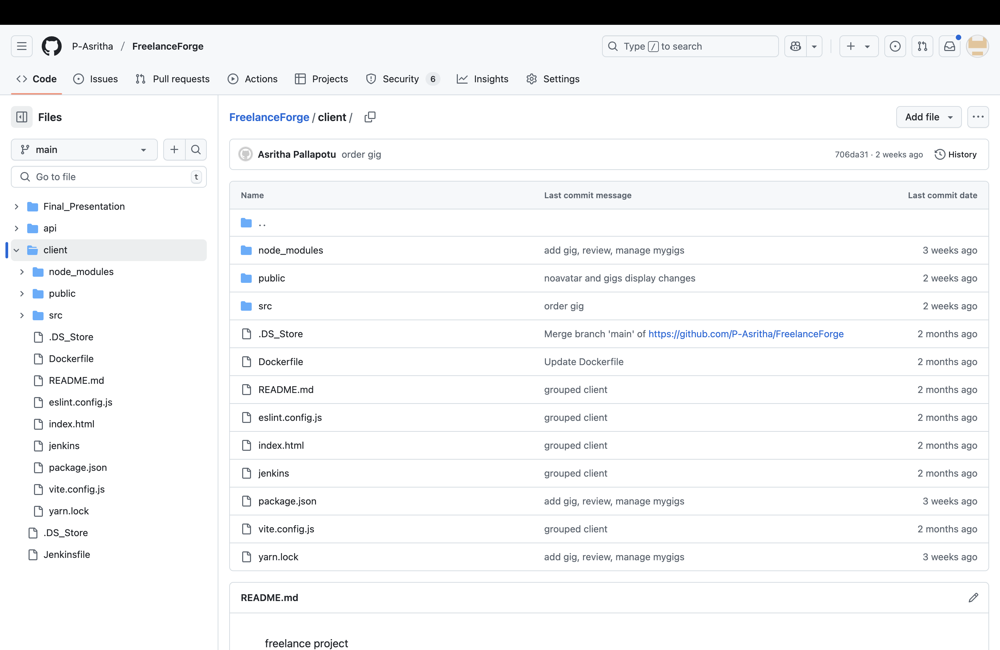 P-Asritha / FreelanceForge
Type / to search
Code
Issues
Pull requests
Actions
Projects
Security 6
Insights
Settings
Files
main
Go to file
t
Final_Presentation
api
client
node_modules
public
src
.DS_Store
Dockerfile
README.md
eslint.config.js
index.html
jenkins
package.json
vite.config.js
yarn.lock
.DS_Store
Jenkinsfile
FreelanceForge / client /
Add file
Asritha Pallapotu order gig 706da31 · 2 weeks ago History
Name Last commit message Last commit date
..
node_modules add gig, review, manage mygigs 3 weeks ago
public noavatar and gigs display changes 2 weeks ago
src order gig 2 weeks ago
.DS_Store Merge branch 'main' of https://github.com/P-Asritha/FreelanceForge 2 months ago
Dockerfile Update Dockerfile 2 months ago
README.md grouped client 2 months ago
eslint.config.js grouped client 2 months ago
index.html grouped client 2 months ago
jenkins grouped client 2 months ago
package.json add gig, review, manage mygigs 3 weeks ago
vite.config.js grouped client 2 months ago
yarn.lock add gig, review, manage mygigs 3 weeks ago
README.md
freelance project